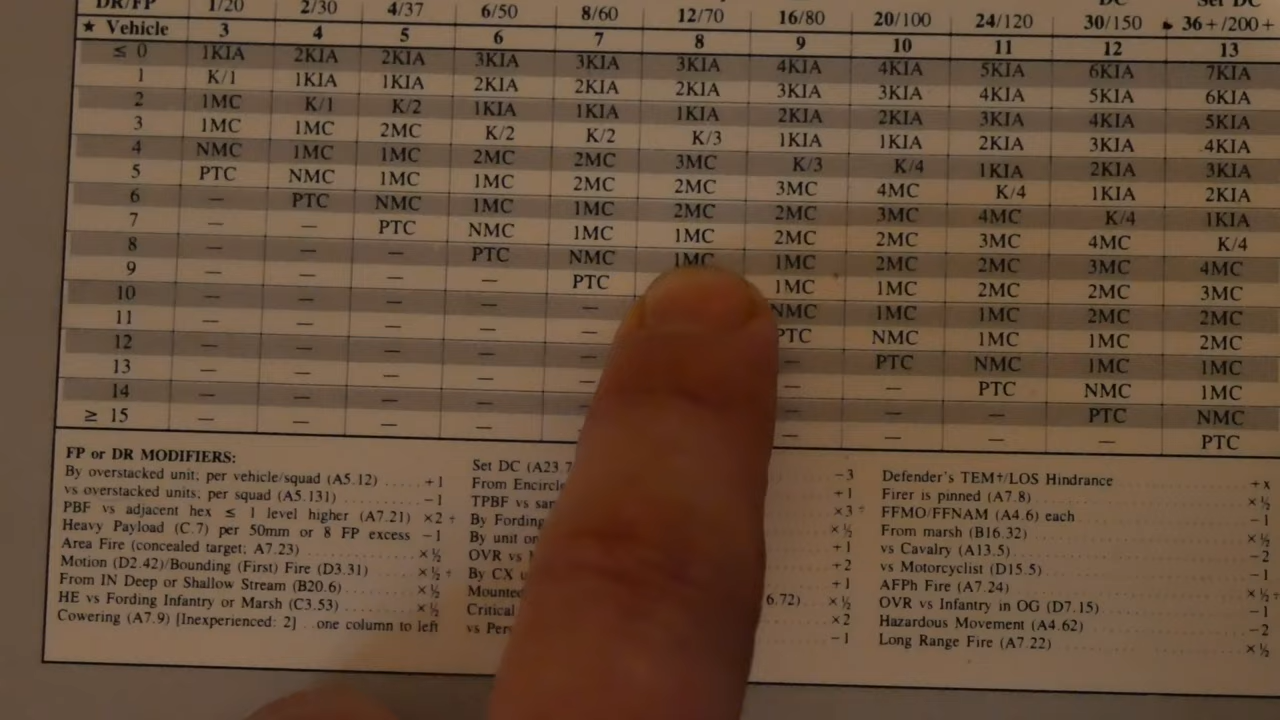 DR/FP 1/20 2/30 4/37 6/50 8/60 12/70 16/80 20/100 24/120 30/150 36+/200+
★ Vehicle 3 4 5 6 7 8 9 10 11 12 13
≤ 0 1KIA 2KIA 2KIA 3KIA 3KIA 3KIA 4KIA 4KIA 5KIA 6KIA 7KIA
1 K/1 1KIA 1KIA 2KIA 2KIA 2KIA 3KIA 3KIA 4KIA 5KIA 6KIA
2 1MC K/1 K/2 1KIA 1KIA 1KIA 2KIA 2KIA 3KIA 4KIA 5KIA
3 1MC 1MC 2MC K/2 K/2 K/3 1KIA 1KIA 2KIA 3KIA 4KIA
4 NMC 1MC 1MC 2MC 2MC 3MC K/3 K/4 1KIA 2KIA 3KIA
5 PTC NMC 1MC 1MC 2MC 2MC 3MC 4MC K/4 1KIA 2KIA
6 — PTC NMC 1MC 1MC 2MC 2MC 3MC 4MC K/4 1KIA
7 — — PTC NMC 1MC 1MC 2MC 2MC 3MC 4MC K/4
8 — — — PTC NMC 1MC 1MC 2MC 2MC 3MC 4MC
9 — — — — PTC 1MC 1MC 2MC 2MC 3MC
10 — — — — — NMC 1MC 1MC 2MC 2MC
11 — — — — — PTC NMC 1MC 1MC 2MC
12 — — — — — — PTC NMC 1MC 1MC
13 — — — — — — PTC NMC 1MC
14 — — — — — — — PTC NMC
≥ 15 — — — — — — — — — PTC
FP or DR MODIFIERS:
By overstacked unit; per vehicle/squad (A5.12) ..... +1
vs overstacked units; per squad (A5.131) ..... −1
PBF vs adjacent hex ≤ 1 level higher (A7.21) ×2 †
Heavy Payload (C.7) per 50mm or 8 FP excess −1
Area Fire (concealed target; A7.23) ..... ×½
Motion (D2.42)/Bounding (First) Fire (D3.31) ..... ×½ †
From IN Deep or Shallow Stream (B20.6) ..... ×½
HE vs Fording Infantry or Marsh (C3.53) ..... ×½
Cowering (A7.9) [Inexperienced: 2] ..one column to left
Set DC (A23.7 −3
From +1
TPBF vs ×3 †
By Fording ×½
By unit +1
OVR vs +2
By CX +1
6.72) ×½
Critical ×2
vs −1
Defender's TEM†/LOS Hindrance +x
Firer is pinned (A7.8) ..... ×½
FFMO/FFNAM (A4.6) each −1
From marsh (B16.32) ..... ×½
vs Cavalry (A13.5) ..... −2
vs Motorcyclist (D15.5) ..... −1
AFPh Fire (A7.24) ..... ×½ †
OVR vs Infantry in OG (D7.15) ..... −1
Hazardous Movement (A4.62) ..... −2
Long Range Fire (A7.22) ..... ×½